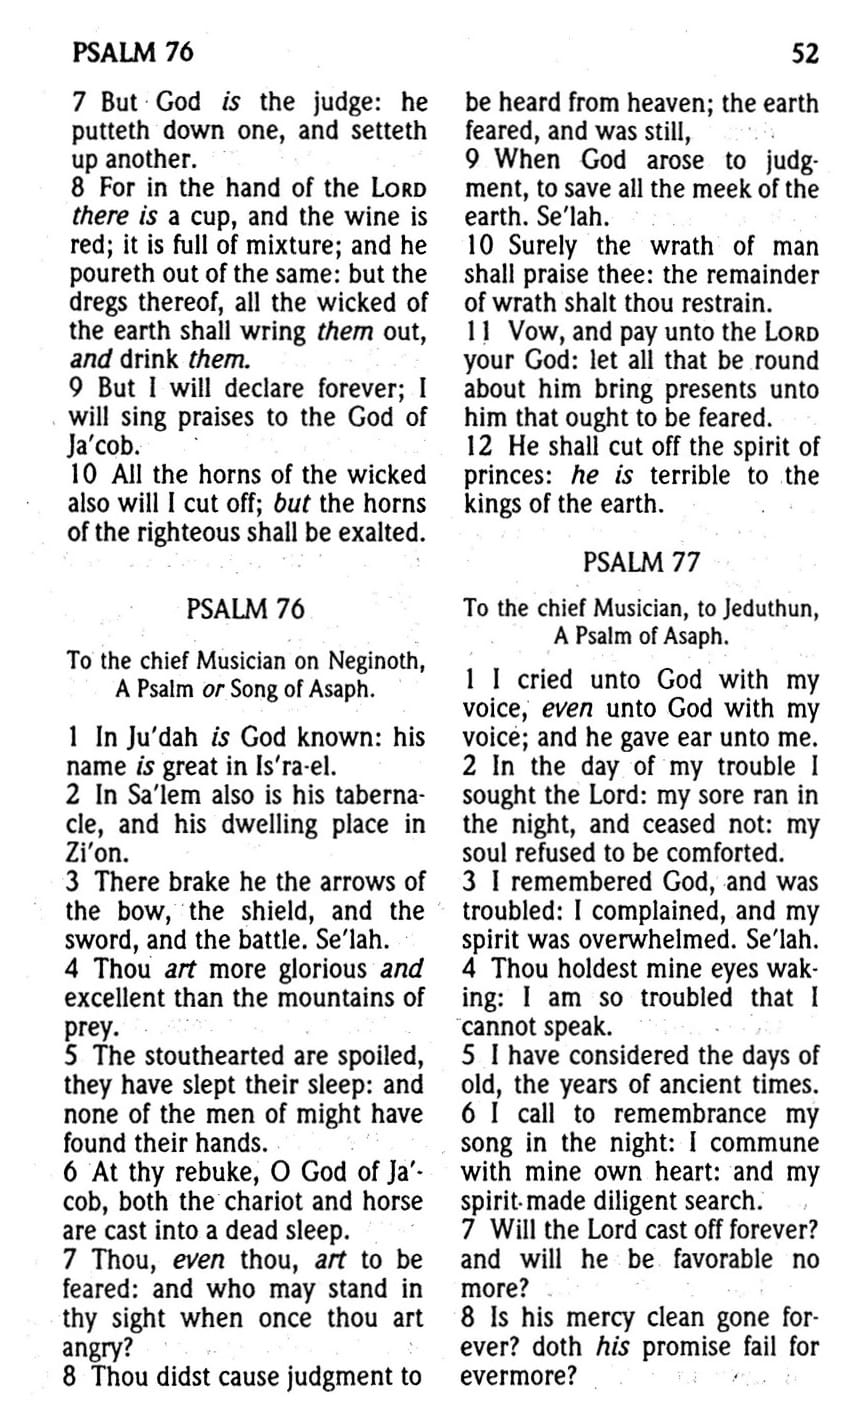 PSALM 76
52
7 But God is the judge: he
putteth down one, and setteth
up another.
8 For in the hand of the LORD
there is a cup, and the wine is
red; it is full of mixture; and he
poureth out of the same: but the
dregs thereof, all the wicked of
the earth shall wring them out,
and drink them.
9 But I will declare forever; I
will sing praises to the God of
Ja'cob.
10 All the horns of the wicked
also will I cut off; but the horns
of the righteous shall be exalted.
PSALM 76
To the chief Musician on Neginoth,
A Psalm or Song of Asaph.
1 In Ju'dah is God known: his
name is great in Is'ra-el.
2 In Sa'lem also is his taberna-
cle, and his dwelling place in
Zi'on.
3 There brake he the arrows of
the bow, the shield, and the
sword, and the battle. Se'lah.
4 Thou art more glorious and
excellent than the mountains of
prey.
5 The stouthearted are spoiled,
they have slept their sleep: and
none of the men of might have
found their hands.
6 At thy rebuke, O God of Ja'-
cob, both the chariot and horse
are cast into a dead sleep.
7 Thou, even thou, art to be
feared: and who may stand in
thy sight when once thou art
angry?
8 Thou didst cause judgment to
be heard from heaven; the earth
feared, and was still,
9 When God arose to judg-
ment, to save all the meek of the
earth. Se'lah.
10 Surely the wrath of man
shall praise thee: the remainder
of wrath shalt thou restrain.
11 Vow, and pay unto the LORD
your God: let all that be round
about him bring presents unto
him that ought to be feared.
12 He shall cut off the spirit of
princes: he is terrible to the
kings of the earth.
PSALM 77
To the chief Musician, to Jeduthun,
A Psalm of Asaph.
1 I cried unto God with my
voice, even unto God with my
voice; and he gave ear unto me.
2 In the day of my trouble I
sought the Lord: my sore ran in
the night, and ceased not: my
soul refused to be comforted.
3 I remembered God, and was
troubled: I complained, and my
spirit was overwhelmed. Se'lah.
4 Thou holdest mine eyes wak-
ing: I am so troubled that I
cannot speak.
5 I have considered the days of
old, the years of ancient times.
6 I call to remembrance my
song in the night: I commune
with mine own heart: and my
spirit made diligent search.
7 Will the Lord cast off forever?
and will he be favorable no
more?
8 Is his mercy clean gone for-
ever? doth his promise fail for
evermore?